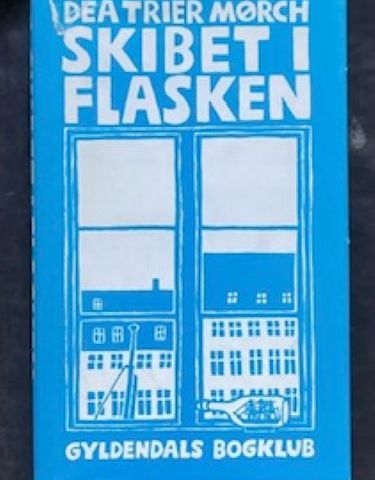 DEA TRIER MØRCH
SKIBET I
FLASKEN
GYLDENDALS BOGKLUB